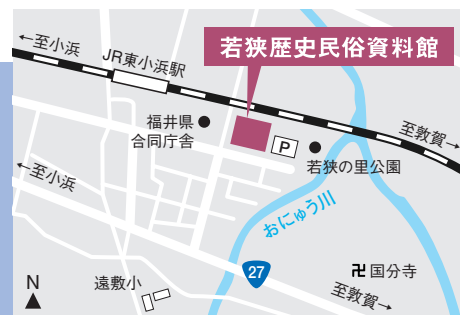 ←至小浜
JR東小浜駅
若狭歴史民俗資料館
福井県
合同庁舎
P
至敦賀→
若狭の里公園
←至小浜
おにゅう川
27
卍国分寺
N
遠敷小
至敦賀→